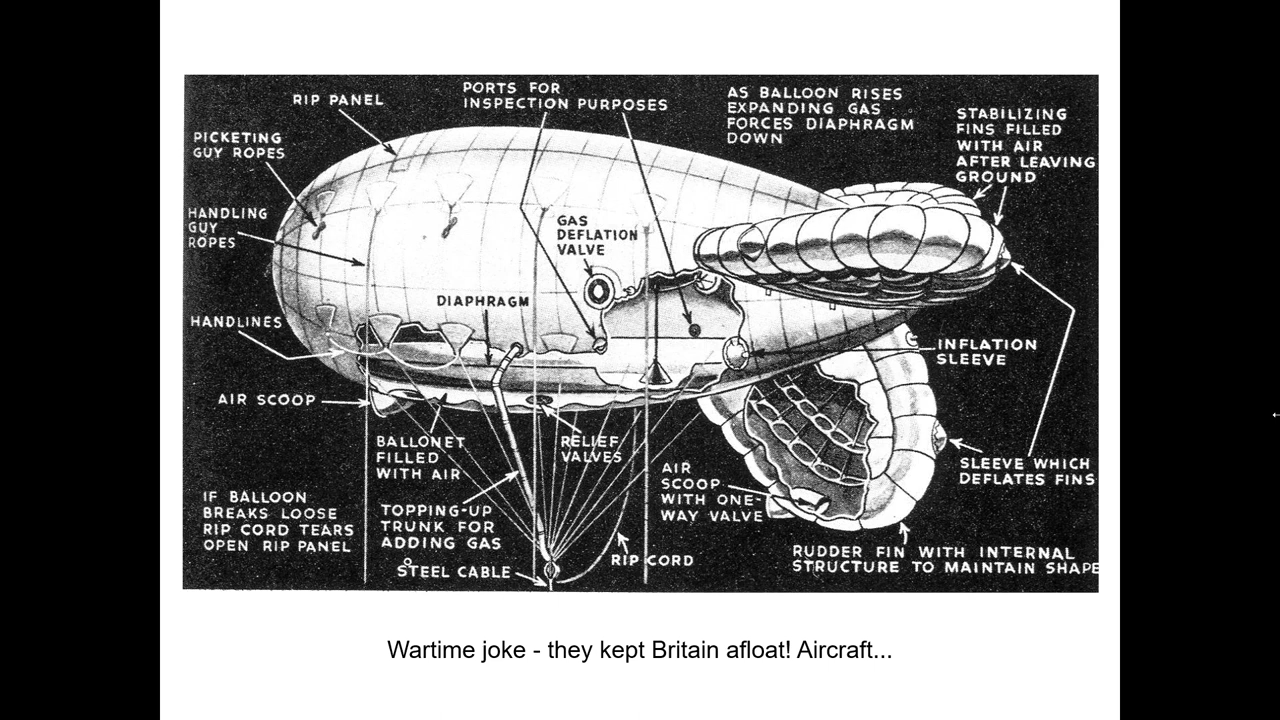 RIP PANEL
PORTS FOR
INSPECTION PURPOSES
AS BALLOON RISES
EXPANDING GAS
FORCES DIAPHRAGM
DOWN
STABILIZING
FINS FILLED
WITH AIR
AFTER LEAVING
GROUND
PICKETING
GUY ROPES
HANDLING
GUY
ROPES
GAS
DEFLATION
VALVE
DIAPHRAGM
HANDLINES
INFLATION
SLEEVE
AIR SCOOP
BALLONET
FILLED
WITH AIR
RELIEF
VALVES
AIR
SCOOP
WITH ONE-
WAY VALVE
SLEEVE WHICH
DEFLATES FINS
IF BALLOON
BREAKS LOOSE
RIP CORD TEARS
OPEN RIP PANEL
TOPPING-UP
TRUNK FOR
ADDING GAS
STEEL CABLE
RIP CORD
RUDDER FIN WITH INTERNAL
STRUCTURE TO MAINTAIN SHAPE
Wartime joke - they kept Britain afloat! Aircraft...